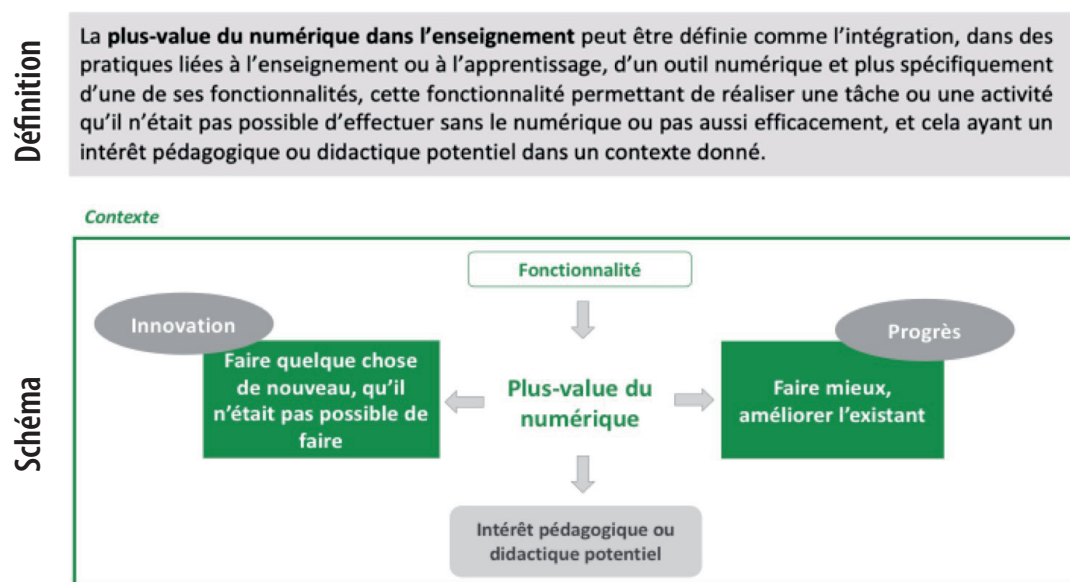 Définition
La plus-value du numérique dans l’enseignement peut être définie comme l’intégration, dans des
pratiques liées à l’enseignement ou à l’apprentissage, d’un outil numérique et plus spécifiquement
d’une de ses fonctionnalités, cette fonctionnalité permettant de réaliser une tâche ou une activité
qu’il n’était pas possible d’effectuer sans le numérique ou pas aussi efficacement, et cela ayant un
intérêt pédagogique ou didactique potentiel dans un contexte donné.
Schéma
Contexte
Fonctionnalité
Innovation
Progrès
Faire quelque chose
de nouveau, qu’il
n’était pas possible de
faire
Plus-value du
numérique
Faire mieux,
améliorer l’existant
Intérêt pédagogique ou
didactique potentiel